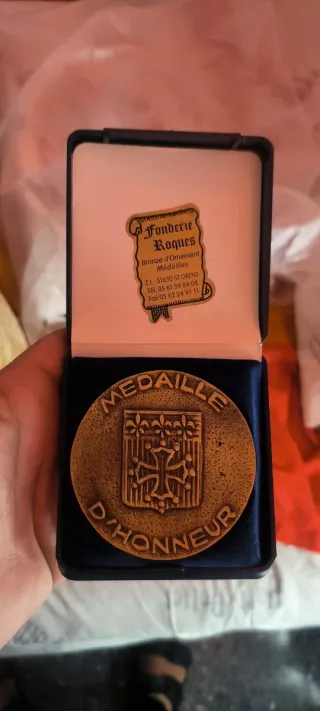 Fonderie
Roques
Bronze d'Ornement
Médailles
MEDAILLE
D'HONNEUR